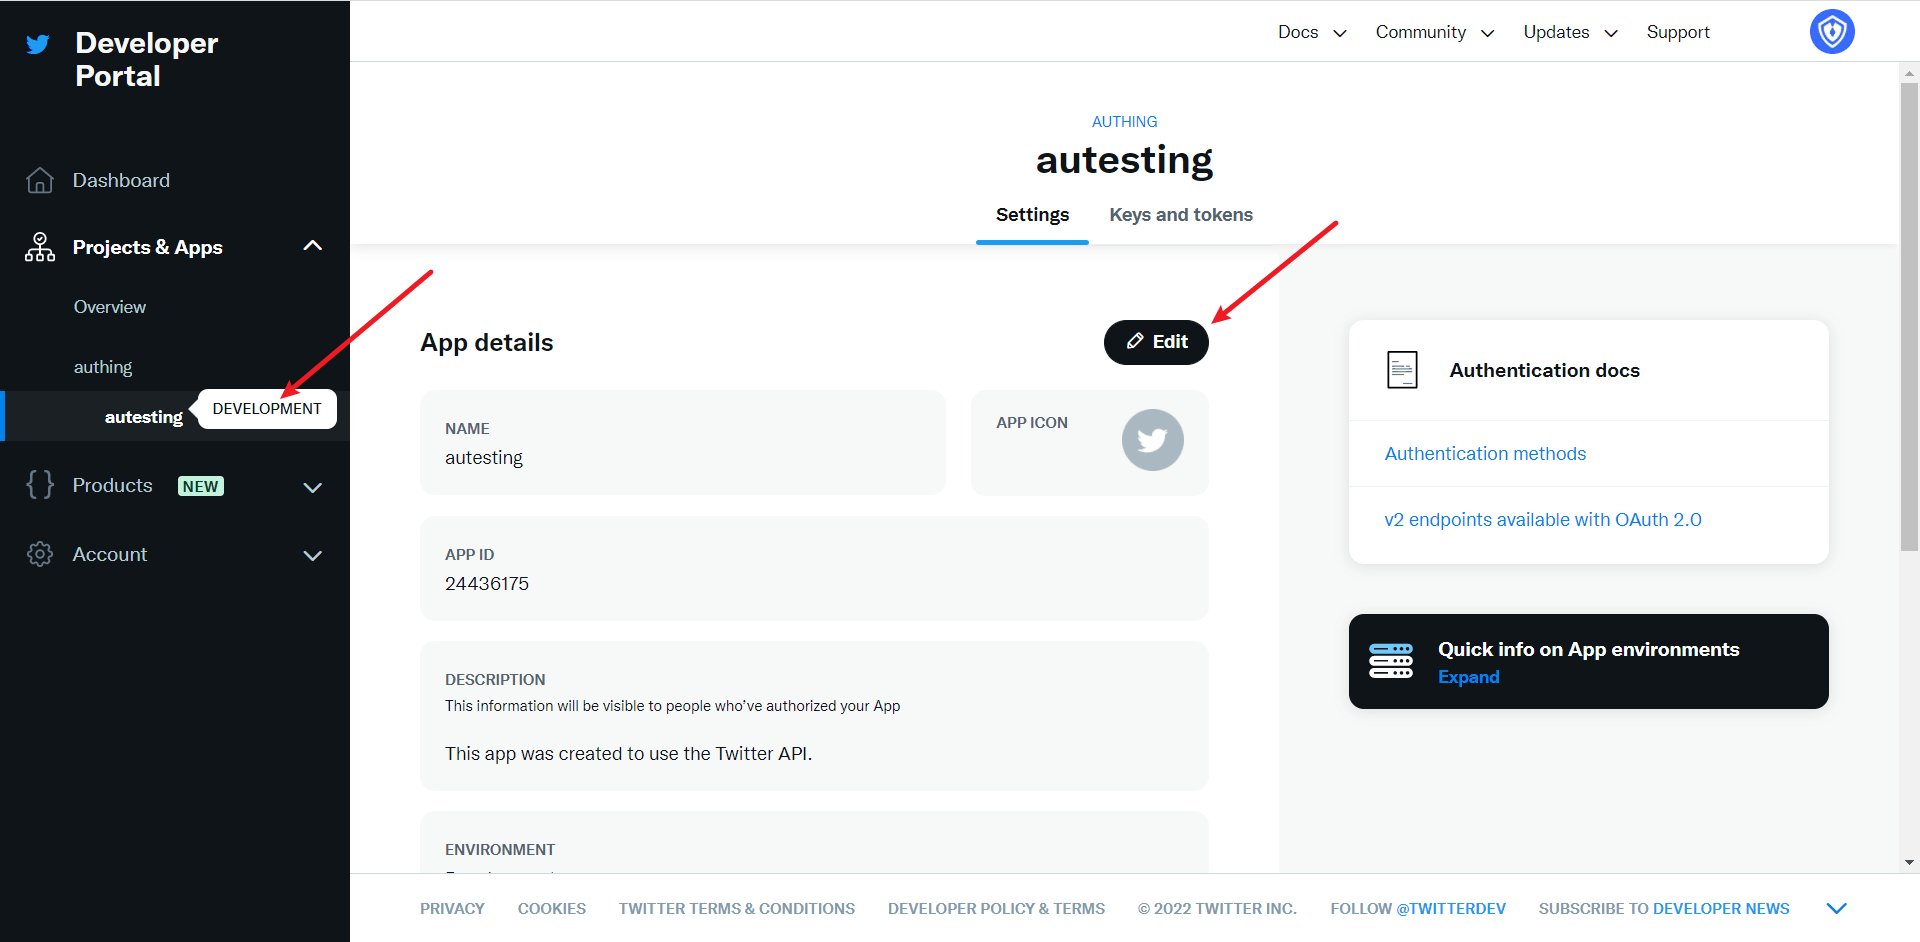 Developer
Portal
Docs
Community
Updates
Support
Dashboard
Projects & Apps
Overview
authing
autesting
DEVELOPMENT
Products
NEW
Account
AUTHING
autesting
Settings
Keys and tokens
App details
Edit
NAME
autesting
APP ICON
APP ID
24436175
DESCRIPTION
This information will be visible to people who've authorized your App
This app was created to use the Twitter API.
ENVIRONMENT
Authentication docs
Authentication methods
v2 endpoints available with OAuth 2.0
Quick info on App environments
Expand
PRIVACY
COOKIES
TWITTER TERMS & CONDITIONS
DEVELOPER POLICY & TERMS
© 2022 TWITTER INC.
FOLLOW @TWITTERDEV
SUBSCRIBE TO DEVELOPER NEWS